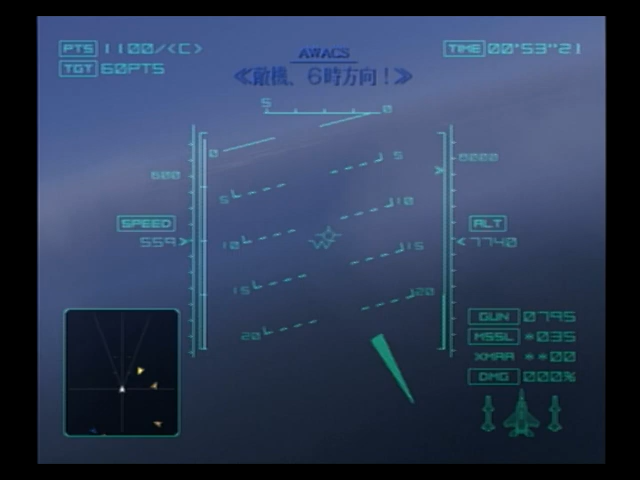 PTS 1100/<C>
TGT 60PTS
AWACS
≪敵機、6時方向!≫
TIME 00'53"21
5 0
0 5
5 10
10 15
15 20
20
600
SPEED
559
8000
ALT
7740
GUN 0795
MSSL *035
XMAA **00
DMG 000%